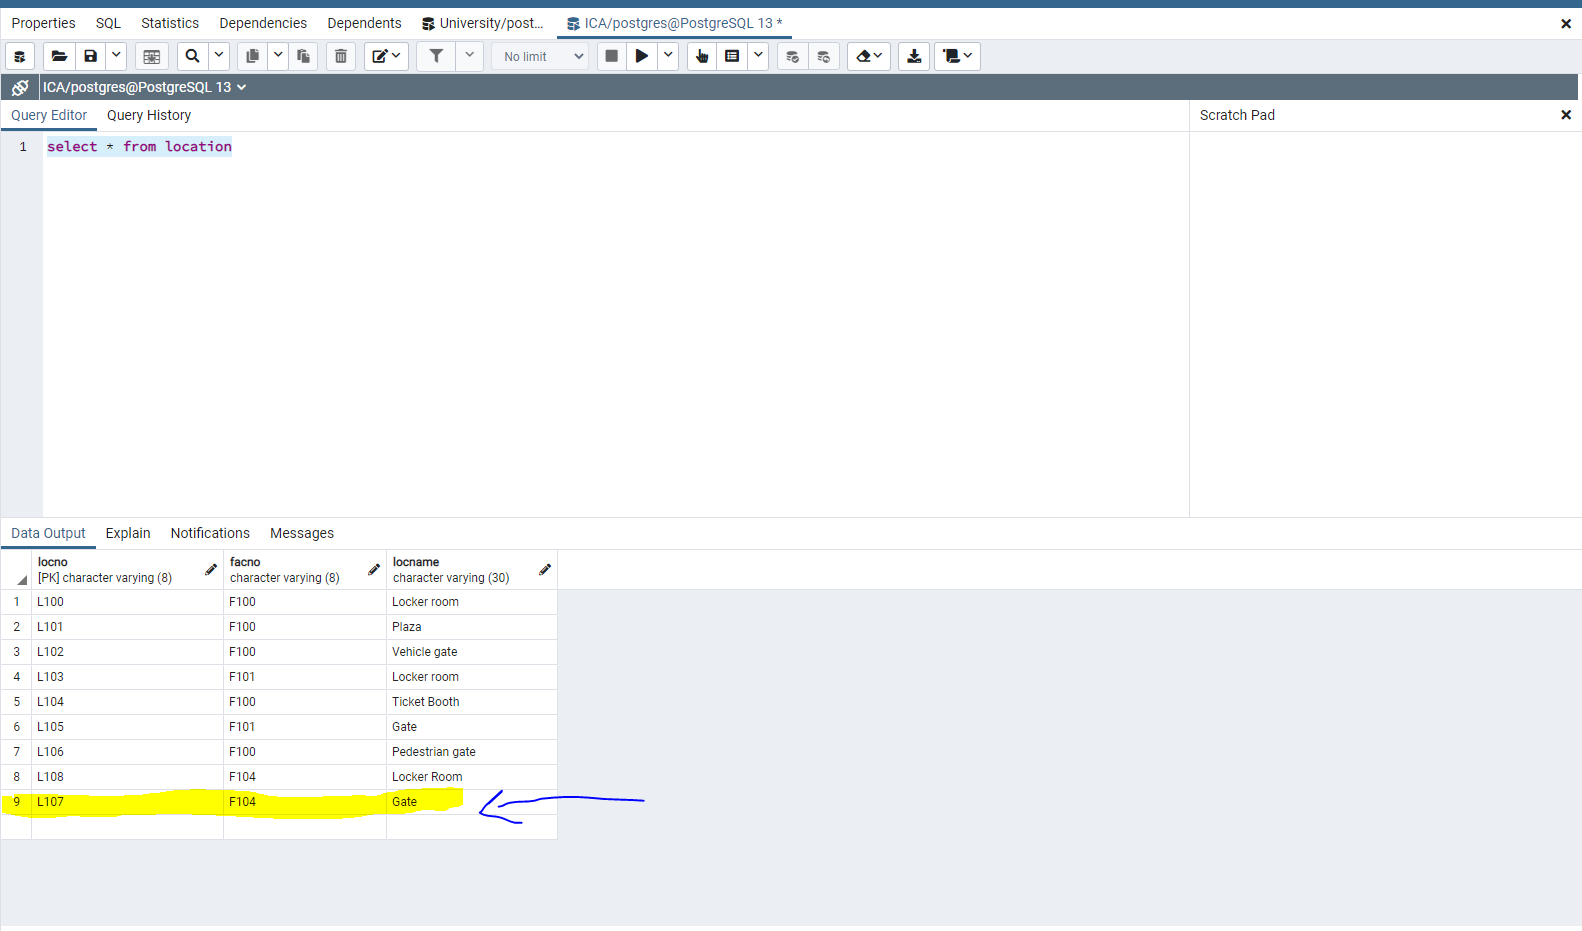 Properties SQL Statistics Dependencies Dependents University/post... ICA/postgres@PostgreSQL 13 *
No limit
ICA/postgres@PostgreSQL 13
Query Editor Query History Scratch Pad
1 select * from location
Data Output Explain Notifications Messages
locno facno locname
[PK] character varying (8) character varying (8) character varying (30)
1 L100 F100 Locker room
2 L101 F100 Plaza
3 L102 F100 Vehicle gate
4 L103 F101 Locker room
5 L104 F100 Ticket Booth
6 L105 F101 Gate
7 L106 F100 Pedestrian gate
8 L108 F104 Locker Room
9 L107 F104 Gate